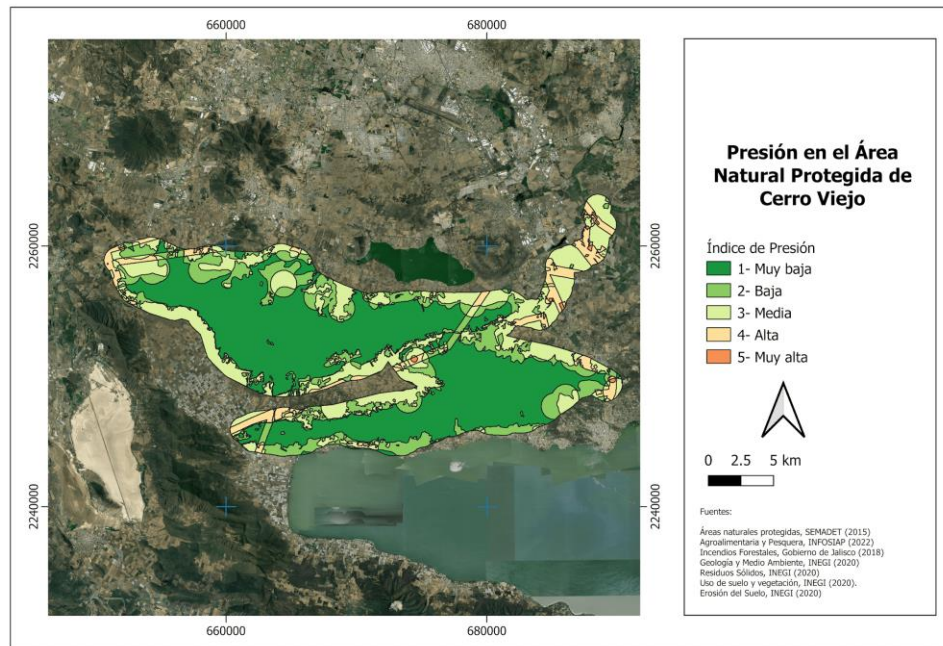 660000
680000
2260000
2260000
2240000
2240000
660000
680000
Presión en el Área
Natural Protegida de
Cerro Viejo
Índice de Presión
1- Muy baja
2- Baja
3- Media
4- Alta
5- Muy alta
0 2.5 5 km
Fuentes:
Áreas naturales protegidas, SEMADET (2015)
Agroalimentaria y Pesquera, INFOSIAP (2022)
Incendios Forestales, Gobierno de Jalisco (2018)
Geología y Medio Ambiente, INEGI (2020)
Residuos Sólidos, INEGI (2020)
Uso de suelo y vegetación, INEGI (2020).
Erosión del Suelo, INEGI (2020)